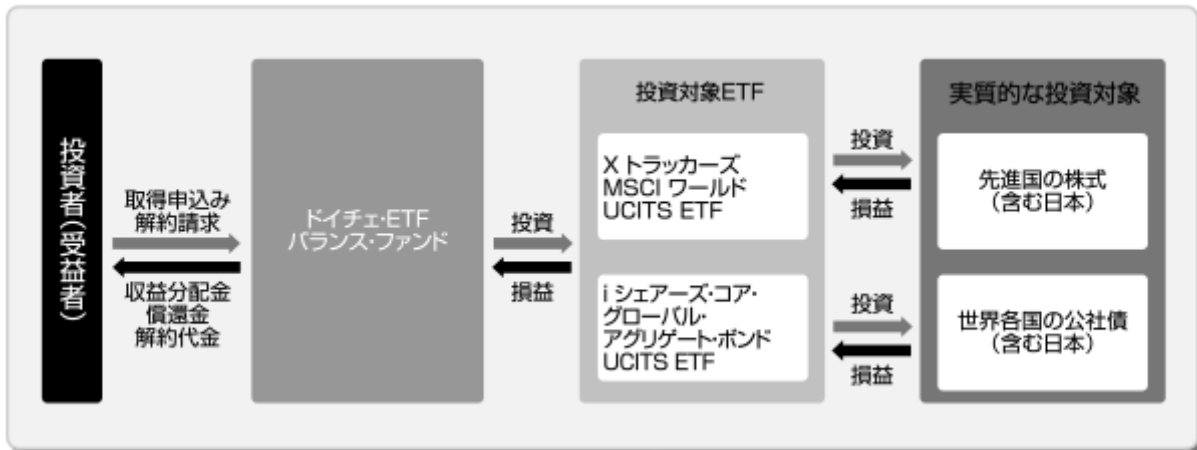 投資者(受益者)
取得申込み
解約請求
収益分配金
償還金
解約代金
ドイチェ・ETF
バランス・ファンド
投資
損益
投資対象ETF
X トラッカーズ
MSCI ワールド
UCITS ETF
i シェアーズ・コア・
グローバル・
アグリゲート・ボンド
UCITS ETF
投資
損益
投資
損益
実質的な投資対象
先進国の株式
(含む日本)
世界各国の公社債
(含む日本)